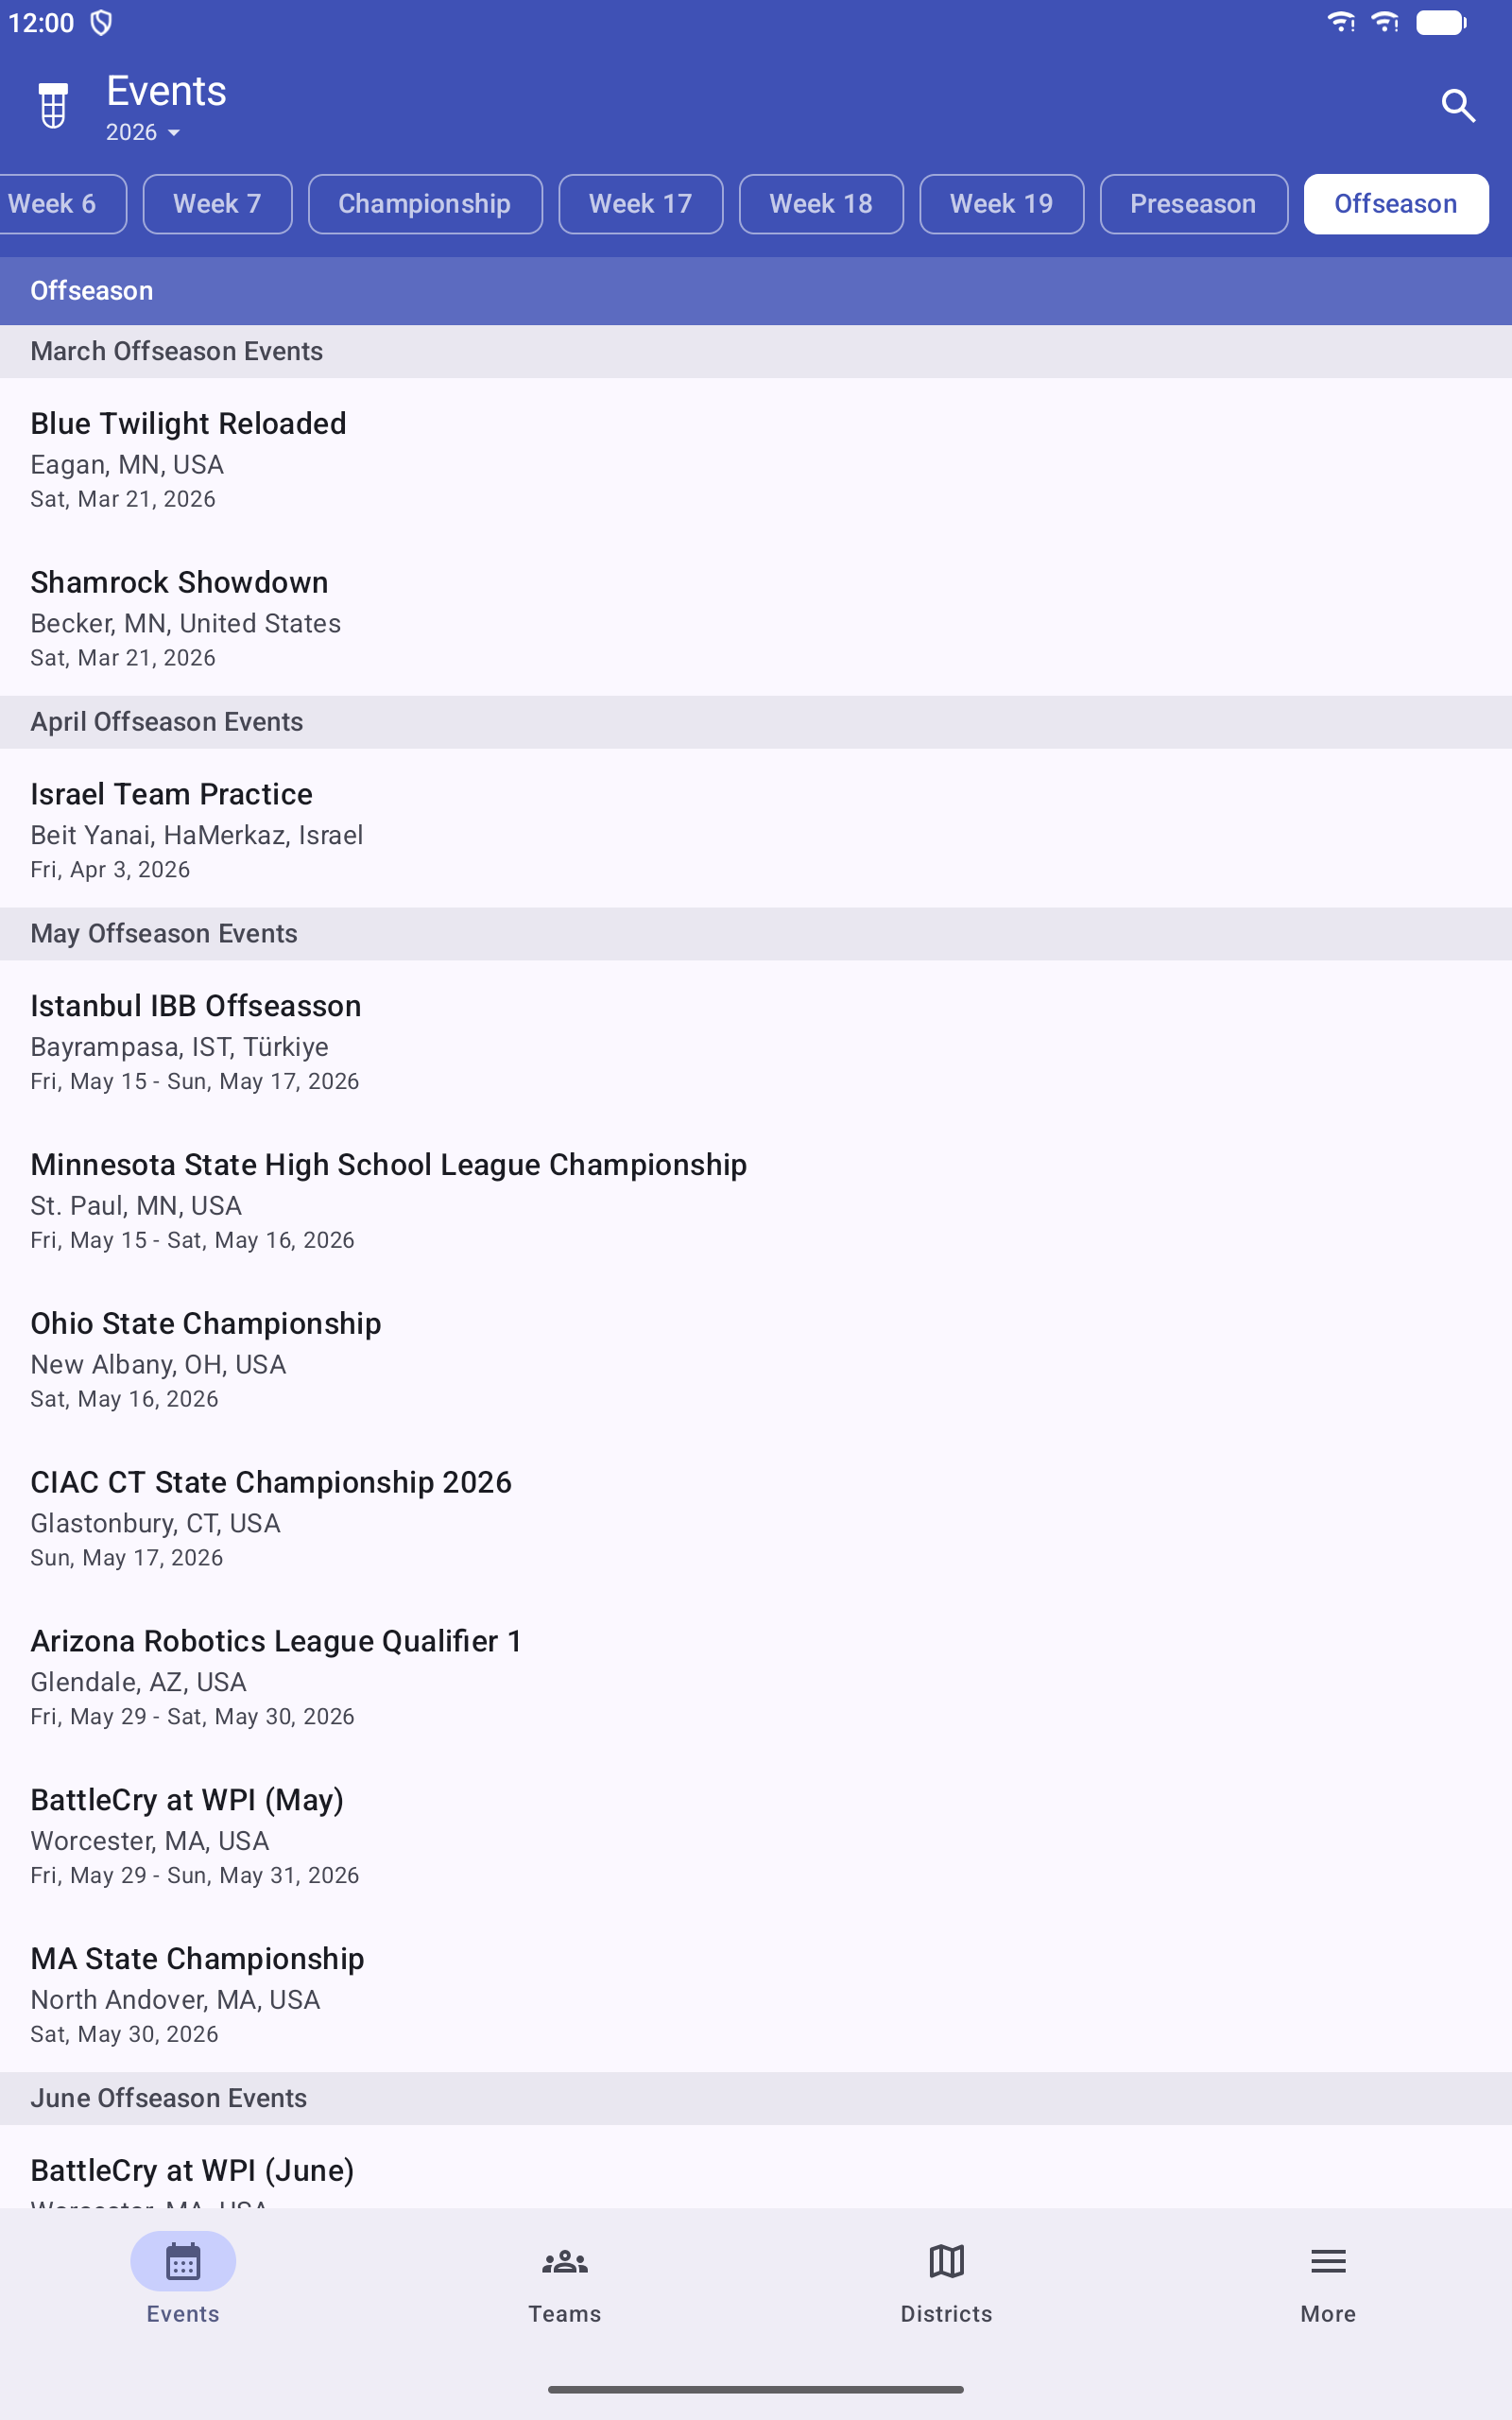 12:00
Events
2026
Week 6
Week 7
Championship
Week 17
Week 18
Week 19
Preseason
Offseason
Offseason
March Offseason Events
Blue Twilight Reloaded
Eagan, MN, USA
Sat, Mar 21, 2026
Shamrock Showdown
Becker, MN, United States
Sat, Mar 21, 2026
April Offseason Events
Israel Team Practice
Beit Yanai, HaMerkaz, Israel
Fri, Apr 3, 2026
May Offseason Events
Istanbul IBB Offseasson
Bayrampasa, IST, Türkiye
Fri, May 15 - Sun, May 17, 2026
Minnesota State High School League Championship
St. Paul, MN, USA
Fri, May 15 - Sat, May 16, 2026
Ohio State Championship
New Albany, OH, USA
Sat, May 16, 2026
CIAC CT State Championship 2026
Glastonbury, CT, USA
Sun, May 17, 2026
Arizona Robotics League Qualifier 1
Glendale, AZ, USA
Fri, May 29 - Sat, May 30, 2026
BattleCry at WPI (May)
Worcester, MA, USA
Fri, May 29 - Sun, May 31, 2026
MA State Championship
North Andover, MA, USA
Sat, May 30, 2026
June Offseason Events
BattleCry at WPI (June)
Worcester, MA, USA
Events
Teams
Districts
More